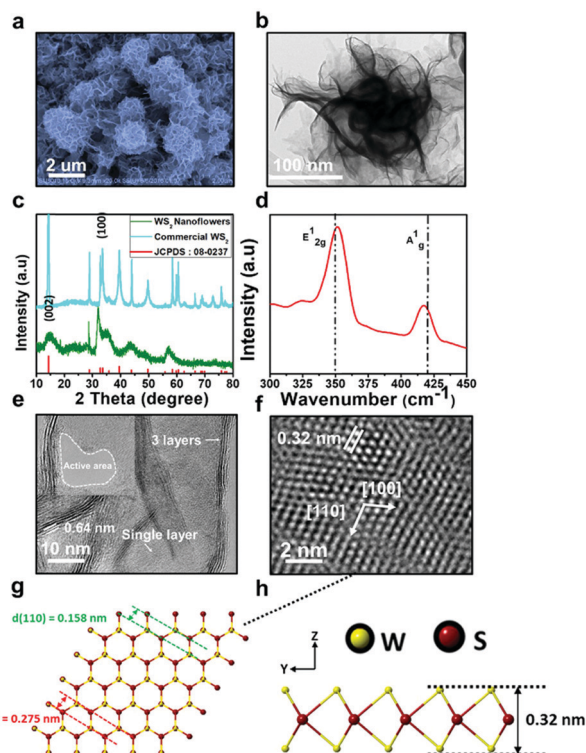 a
b
2 um
100 nm
c
d
(100)
(002)
WS2 Nanoflowers
Commercial WS2
JCPDS : 08-0237
Intensity (a.u)
10 20 30 40 50 60 70 80
2 Theta (degree)
E12g
A1g
Intensity (a.u)
300 350 400 450
Wavenumber (cm-1)
e
f
3 layers
Active area
0.64 nm
10 nm
Single layer
0.32 nm
[100]
[110]
2 nm
g
h
d(110) = 0.158 nm
= 0.275 nm
W
S
Z
Y
0.32 nm